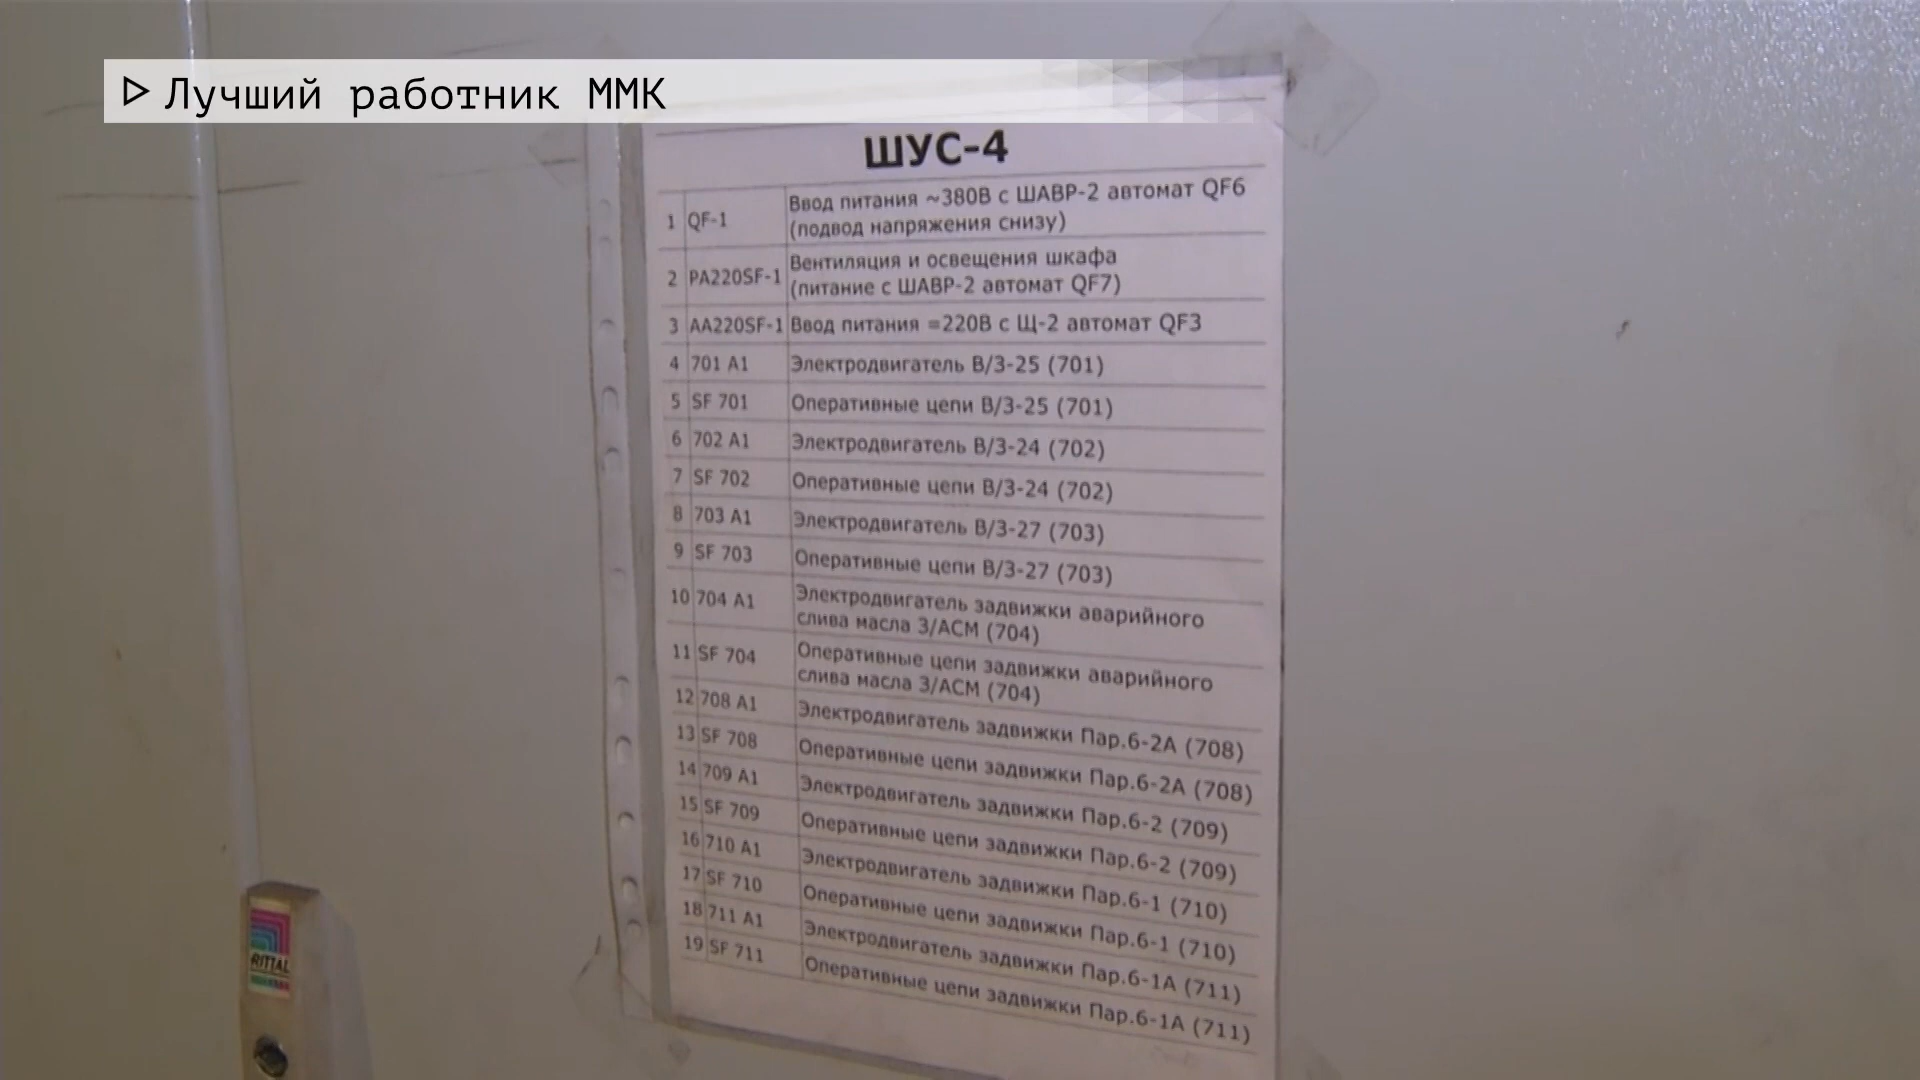 Лучший работник ММК
ШУС-4
1 QF-1 Ввод питания ~380В с ШАВР-2 автомат QF6
(подвод напряжения снизу)
2 PA220SF-1 Вентиляция и освещения шкафа
(питание с ШАВР-2 автомат QF7)
3 AA220SF-1 Ввод питания =220В с Щ-2 автомат QF3
4 701 A1 Электродвигатель В/З-25 (701)
5 SF 701 Оперативные цепи В/З-25 (701)
6 702 A1 Электродвигатель В/З-24 (702)
7 SF 702 Оперативные цепи В/З-24 (702)
8 703 A1 Электродвигатель В/З-27 (703)
9 SF 703 Оперативные цепи В/З-27 (703)
10 704 A1 Электродвигатель задвижки аварийного
слива масла З/АСМ (704)
11 SF 704 Оперативные цепи задвижки аварийного
слива масла З/АСМ (704)
12 708 A1 Электродвигатель задвижки Пар.6-2А (708)
13 SF 708 Оперативные цепи задвижки Пар.6-2А (708)
14 709 A1 Электродвигатель задвижки Пар.6-2 (709)
15 SF 709 Оперативные цепи задвижки Пар.6-2 (709)
16 710 A1 Электродвигатель задвижки Пар.6-1 (710)
17 SF 710 Оперативные цепи задвижки Пар.6-1 (710)
18 711 A1 Электродвигатель задвижки Пар.6-1А (711)
19 SF 711 Оперативные цепи задвижки Пар.6-1А (711)
RITTAL